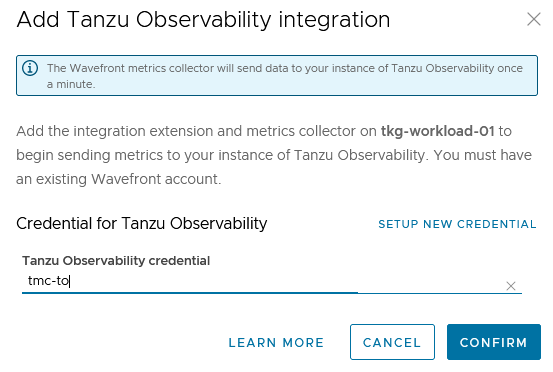 Add Tanzu Observability integration
The Wavefront metrics collector will send data to your instance of Tanzu Observability once
a minute.
Add the integration extension and metrics collector on tkg-workload-01 to
begin sending metrics to your instance of Tanzu Observability. You must have
an existing Wavefront account.
Credential for Tanzu Observability SETUP NEW CREDENTIAL
Tanzu Observability credential
tmc-to
LEARN MORE CANCEL CONFIRM